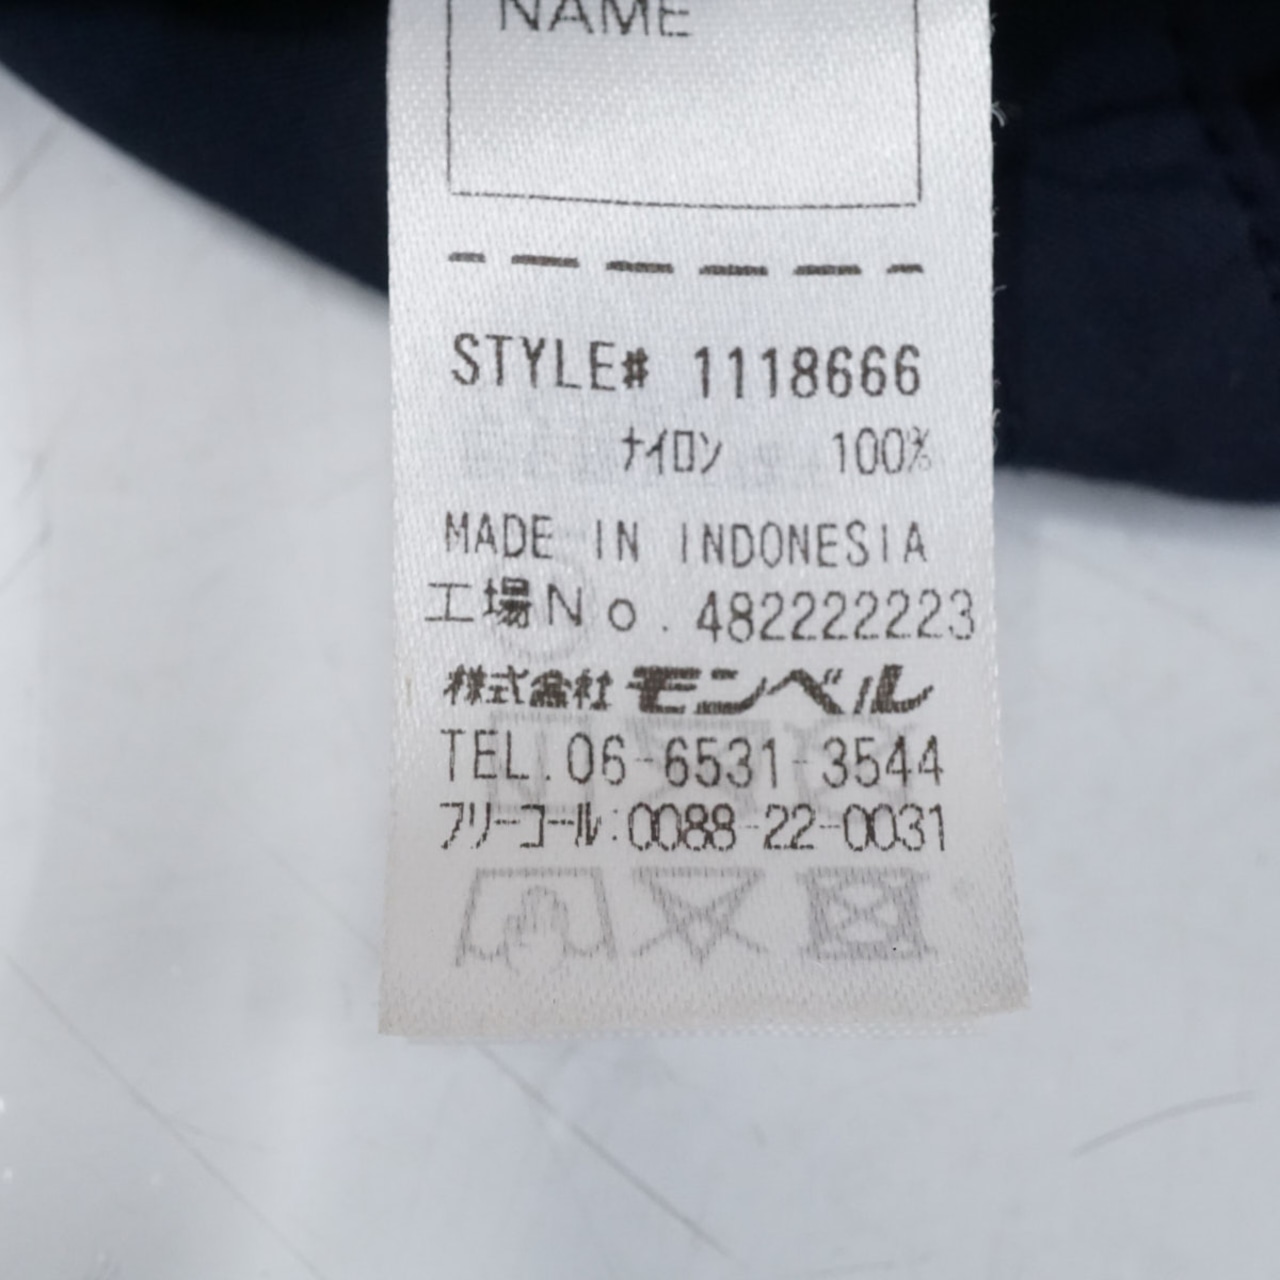 NAME
STYLE# 1118666
ナイロン 100%
MADE IN INDONESIA
工場No. 482222223
株式会社モンベル
TEL. 06-6531-3544
フリーコール:0088-22-0031